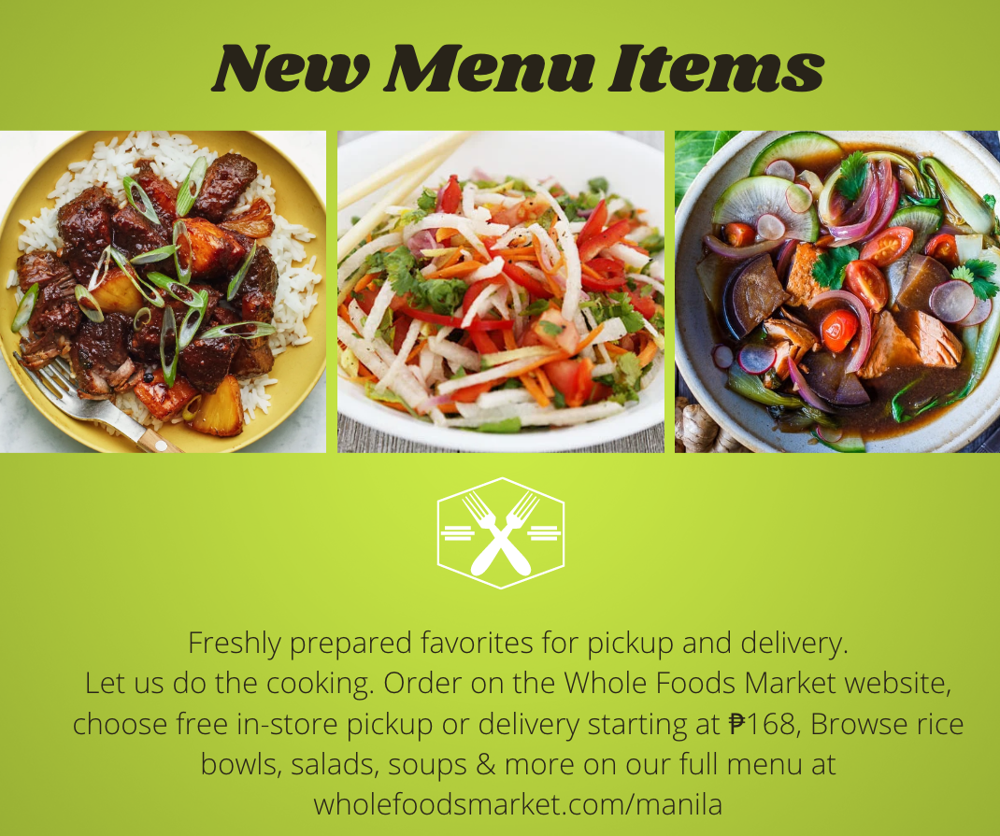 New Menu Items
Freshly prepared favorites for pickup and delivery.
Let us do the cooking. Order on the Whole Foods Market website,
choose free in-store pickup or delivery starting at ₱168, Browse rice
bowls, salads, soups & more on our full menu at
wholefoodsmarket.com/manila